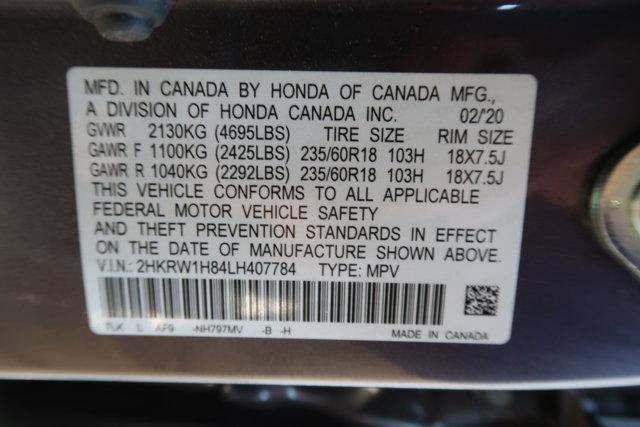 MFD. IN CANADA BY HONDA OF CANADA MFG.,
A DIVISION OF HONDA CANADA INC. 02/'20
GVWR 2130KG (4695LBS) TIRE SIZE RIM SIZE
GAWR F 1100KG (2425LBS) 235/60R18 103H 18X7.5J
GAWR R 1040KG (2292LBS) 235/60R18 103H 18X7.5J
THIS VEHICLE CONFORMS TO ALL APPLICABLE
FEDERAL MOTOR VEHICLE SAFETY
AND THEFT PREVENTION STANDARDS IN EFFECT
ON THE DATE OF MANUFACTURE SHOWN ABOVE.
V.I.N.: 2HKRW1H84LH407784 TYPE: MPV
TLK L AF9 -NH797MV -B -H MADE IN CANADA